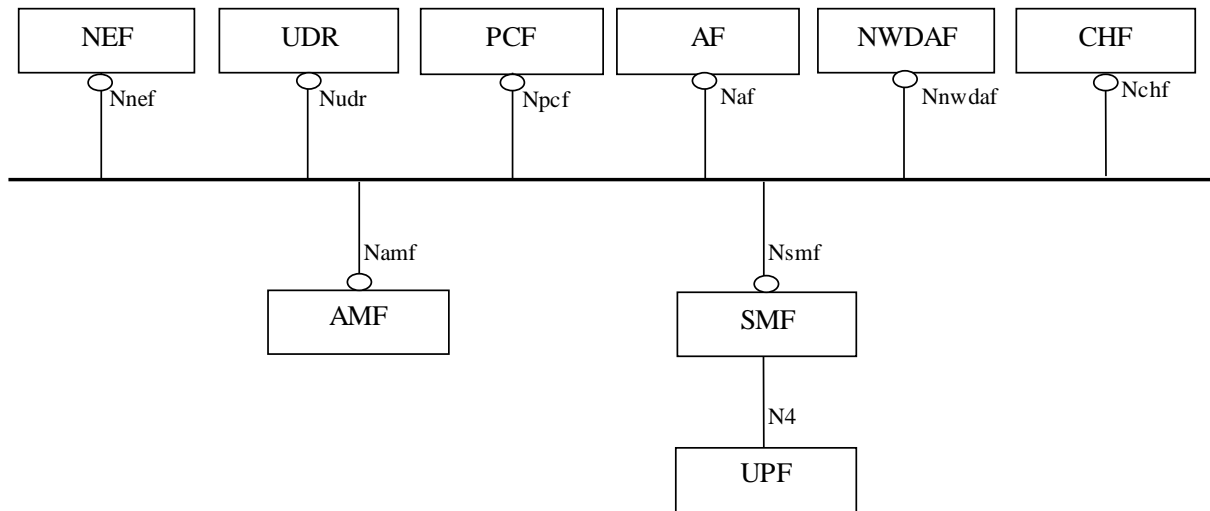 NEF
UDR
PCF
AF
NWDAF
CHF
Nnef
Nudr
Npcf
Naf
Nnwdaf
Nchf
Namf
Nsmf
AMF
SMF
N4
UPF